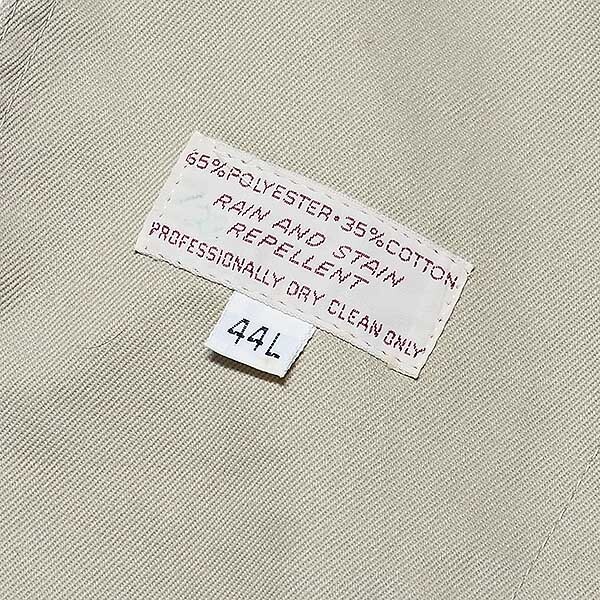 65%POLYESTER•35%COTTON
RAIN AND STAIN
REPELLENT
PROFESSIONALLY DRY CLEAN ONLY
44L